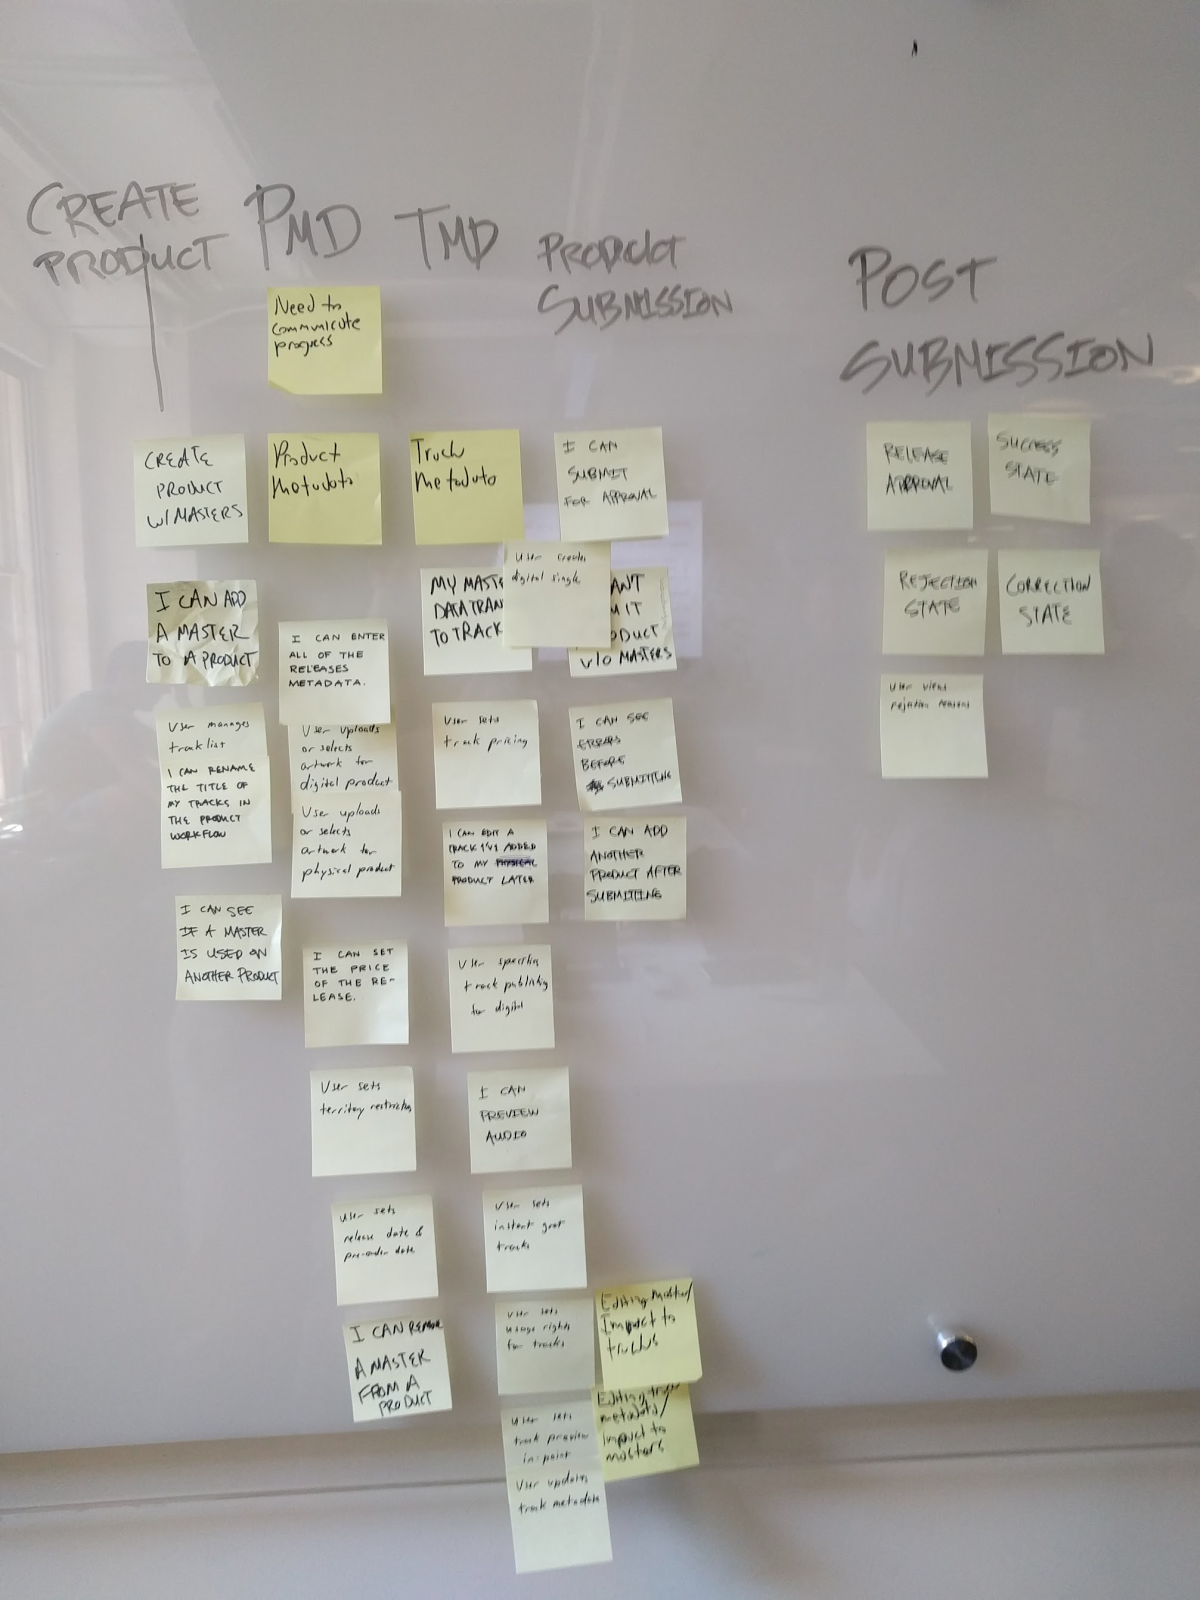 CREATE
PRODUCT
PMD
TMD
PRODUCT
SUBMISSION
POST
SUBMISSION
Need to
communicate
progress
CREATE
PRODUCT
W/MASTERS
I CAN ADD
A MASTER
TO A PRODUCT
User manages
track list
I CAN RENAME
THE TITLE OF
MY TRACKS IN
THE PRODUCT
WORKFLOW
I CAN SEE
IF A MASTER
IS USED ON
ANOTHER PRODUCT
Product
Metadata
I CAN ENTER
ALL OF THE
RELEASES
METADATA.
User uploads
or selects
artwork for
digital product
User uploads
or selects
artwork for
physical product
I CAN SET
THE PRICE
OF THE RE-
LEASE.
User sets
territory restriction
User sets
release date &
pre-order date
I CAN REMOVE
A MASTER
FROM A
PRODUCT
Track
Metadata
MY MASTE
DATA TRAN
TO TRACK
User sets
track pricing
I CAN EDIT A
TRACK I'VE ADDED
TO MY PHYSICAL
PRODUCT LATER
User specifies
track publishing
for digital
I CAN
PREVIEW
AUDIO
User sets
instant grat
tracks
User sets
usage rights
for tracks
User sets
track preview
in-point
User updates
track metadata
Editing master/
Impact to
tracks
Editing track
metadata/
impact to
masters
I CAN
SUBMIT
FOR APPROVAL
User creates
digital single
ANT
IT
ODUCT
W/O MASTERS
I CAN SEE
ERRORS
BEFORE
SUBMITTING
I CAN ADD
ANOTHER
PRODUCT AFTER
SUBMITTING
RELEASE
APPROVAL
SUCCESS
STATE
REJECTION
STATE
CORRECTION
STATE
User views
rejection reasons